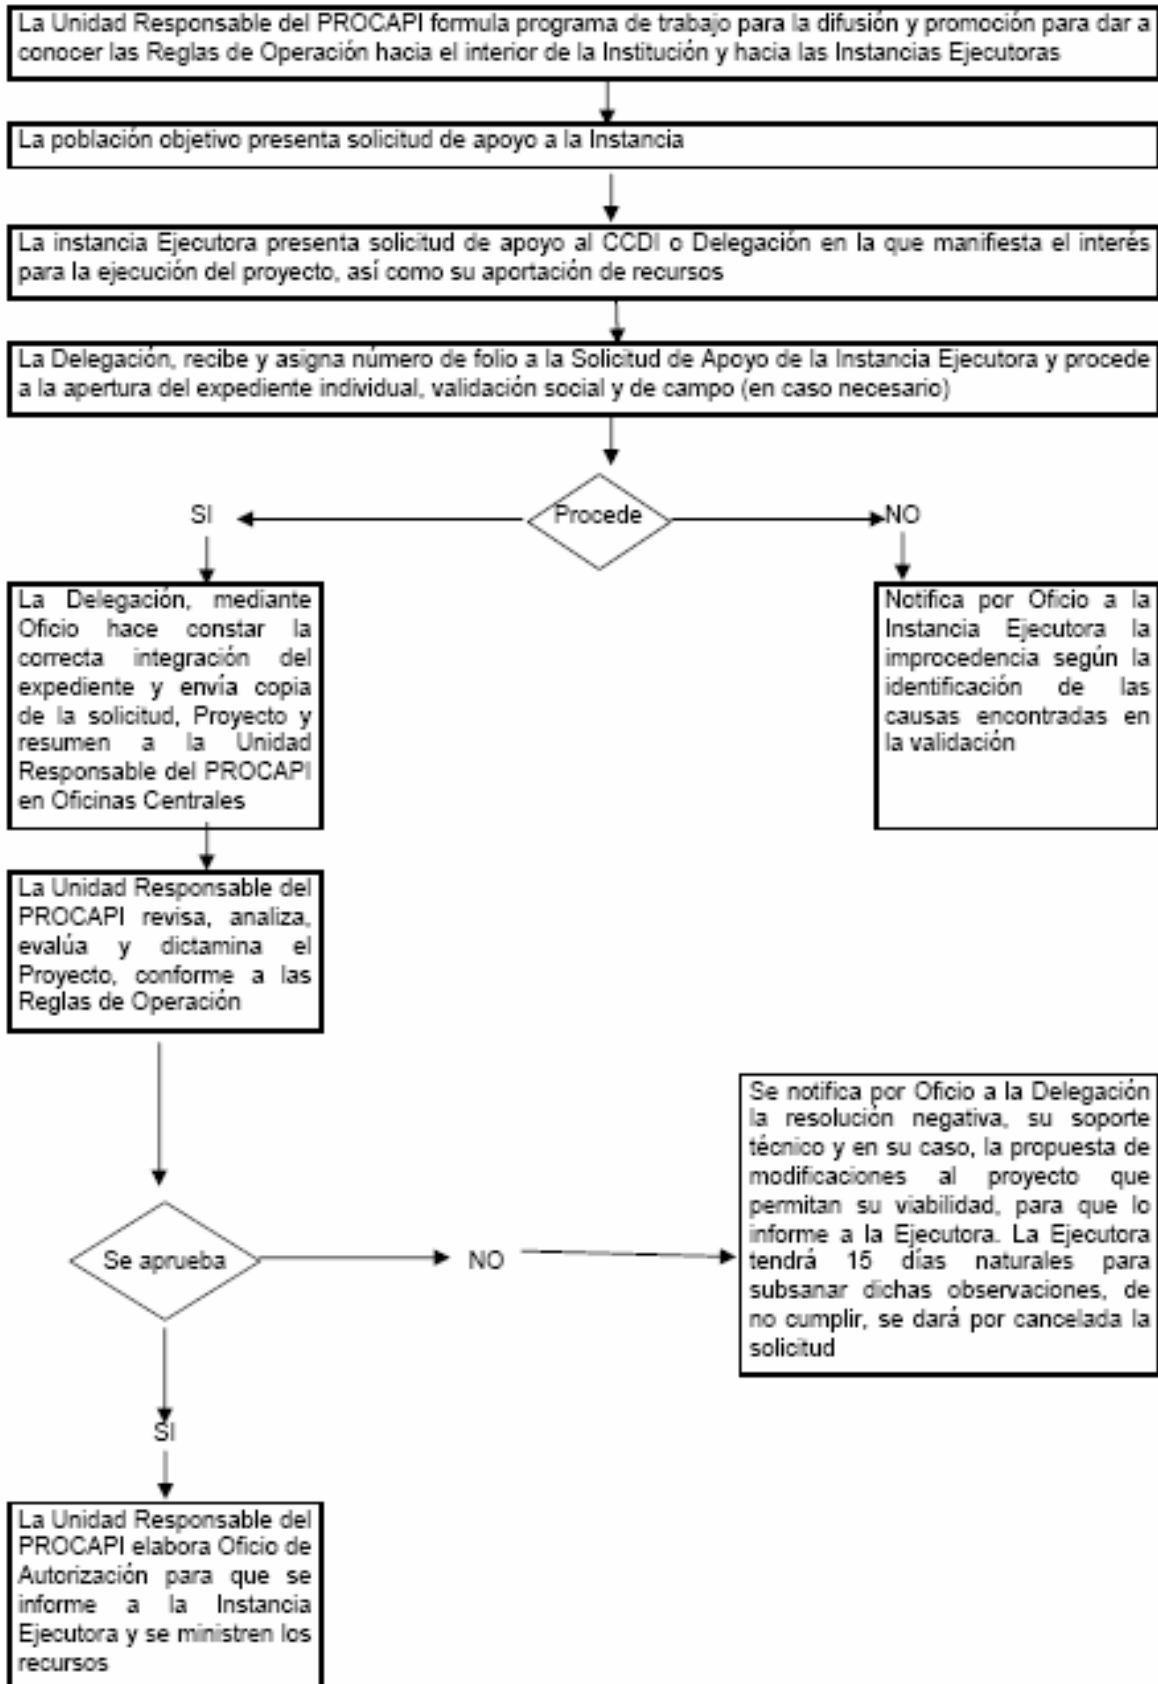 La Unidad Responsable del PROCAPI formula programa de trabajo para la difusión y promoción para dar a
conocer las Reglas de Operación hacia el interior de la Institución y hacia las Instancias Ejecutoras
La población objetivo presenta solicitud de apoyo a la Instancia
La instancia Ejecutora presenta solicitud de apoyo al CCDI o Delegación en la que manifiesta el interés
para la ejecución del proyecto, así como su aportación de recursos
La Delegación, recibe y asigna número de folio a la Solicitud de Apoyo de la Instancia Ejecutora y procede
a la apertura del expediente individual, validación social y de campo (en caso necesario)
SI
Procede
NO
La Delegación, mediante
Oficio hace constar la
correcta integración del
expediente y envía copia
de la solicitud, Proyecto y
resumen a la Unidad
Responsable del PROCAPI
en Oficinas Centrales
Notifica por Oficio a la
Instancia Ejecutora la
improcedencia según la
identificación de las
causas encontradas en
la validación
La Unidad Responsable del
PROCAPI revisa, analiza,
evalúa y dictamina el
Proyecto, conforme a las
Reglas de Operación
Se notifica por Oficio a la Delegación
la resolución negativa, su soporte
técnico y en su caso, la propuesta de
modificaciones al proyecto que
permitan su viabilidad, para que lo
informe a la Ejecutora. La Ejecutora
tendrá 15 días naturales para
subsanar dichas observaciones, de
no cumplir, se dará por cancelada la
solicitud
Se aprueba
NO
SI
La Unidad Responsable del
PROCAPI elabora Oficio de
Autorización para que se
informe a la Instancia
Ejecutora y se ministren los
recursos